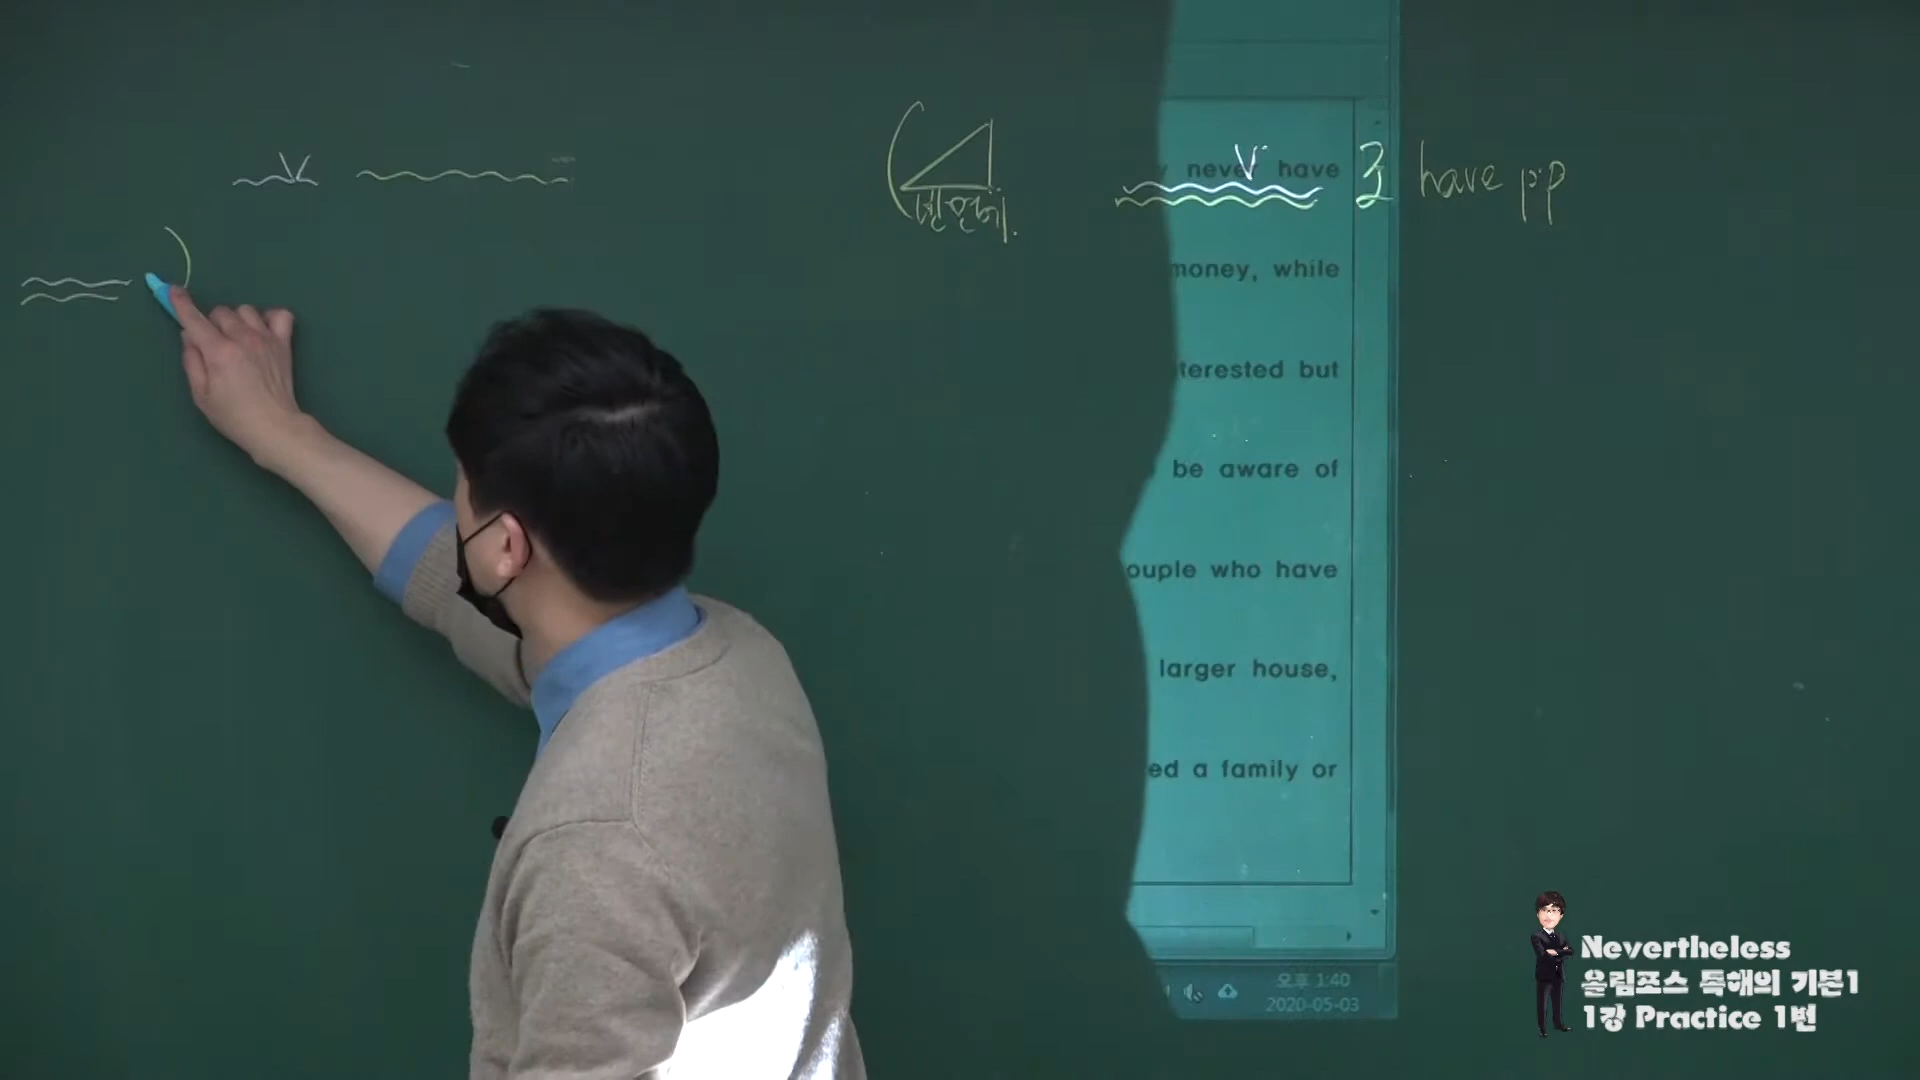 V
반면에.
never have
V
3 have pp
money, while
terested but
be aware of
ouple who have
larger house,
ed a family or
오후 1:40
2020-05-03
Nevertheless
올림포스 독해의 기본1
1강 Practice 1번